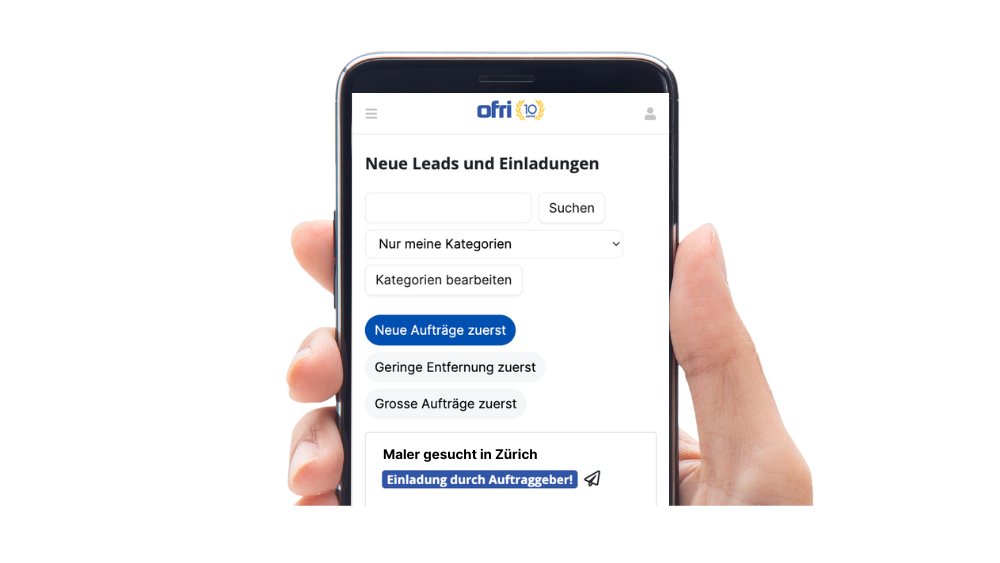 ofri 10
Neue Leads und Einladungen
Suchen
Nur meine Kategorien
Kategorien bearbeiten
Neue Aufträge zuerst
Geringe Entfernung zuerst
Grosse Aufträge zuerst
Maler gesucht in Zürich
Einladung durch Auftraggeber!